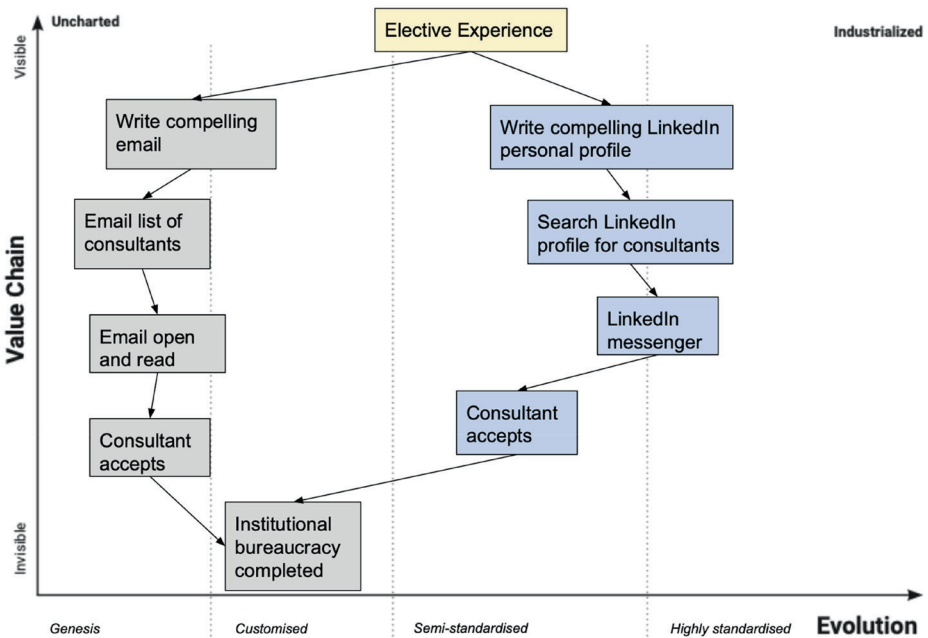 Uncharted
Elective Experience
Industrialized
Visible
Write compelling
email
Write compelling LinkedIn
personal profile
Email list of
consultants
Search LinkedIn
profile for consultants
Value Chain
Email open
and read
LinkedIn
messenger
Consultant
accepts
Consultant
accepts
Institutional
bureaucracy
completed
Invisible
Genesis
Customised
Semi-standardised
Highly standardised
Evolution